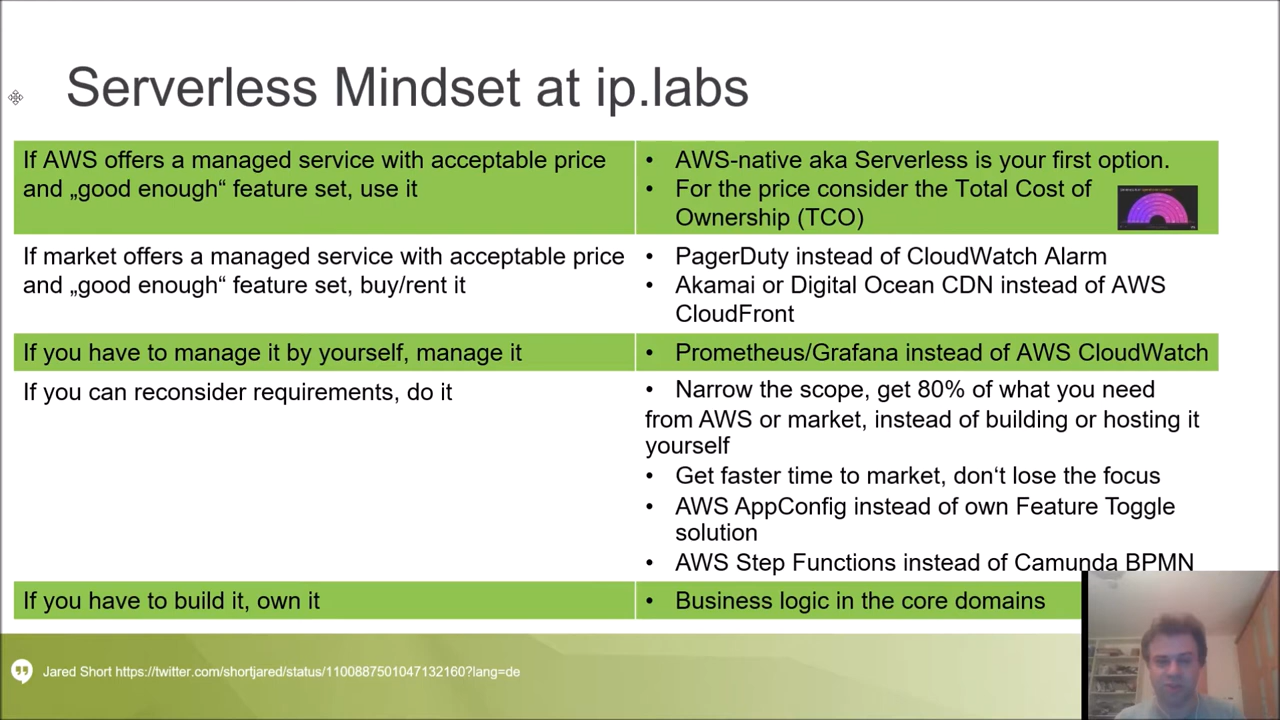 Serverless Mindset at ip.labs
If AWS offers a managed service with acceptable price
and „good enough“ feature set, use it
• AWS-native aka Serverless is your first option.
• For the price consider the Total Cost of
Ownership (TCO)
If market offers a managed service with acceptable price
and „good enough“ feature set, buy/rent it
• PagerDuty instead of CloudWatch Alarm
• Akamai or Digital Ocean CDN instead of AWS
CloudFront
If you have to manage it by yourself, manage it
• Prometheus/Grafana instead of AWS CloudWatch
If you can reconsider requirements, do it
• Narrow the scope, get 80% of what you need
from AWS or market, instead of building or hosting it
yourself
• Get faster time to market, don‘t lose the focus
• AWS AppConfig instead of own Feature Toggle
solution
• AWS Step Functions instead of Camunda BPMN
If you have to build it, own it
• Business logic in the core domains
Jared Short https://twitter.com/shortjared/status/1100887501047132160?lang=de